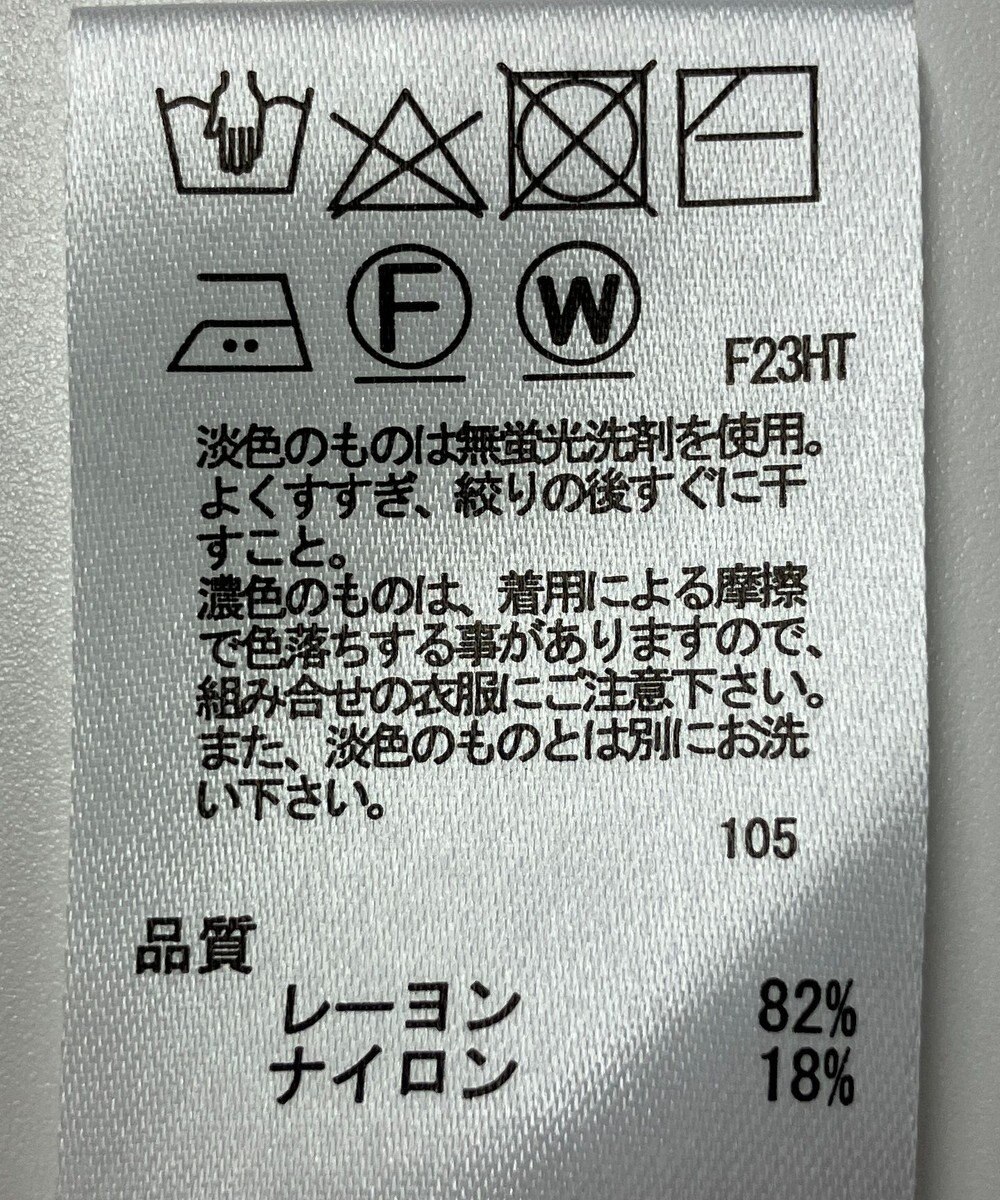 F
W
F23HT
淡色のものは無蛍光洗剤を使用。
よくすすぎ、絞りの後すぐに干
すこと。
濃色のものは、着用による摩擦
で色落ちする事がありますので、
組み合せの衣服にご注意下さい。
また、淡色のものとは別にお洗
い下さい。
105
品質
レーヨン 82%
ナイロン 18%